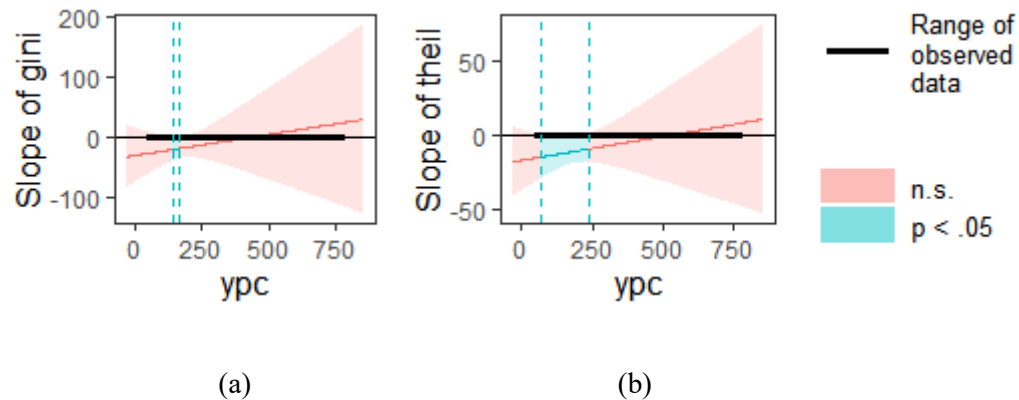 Slope of gini
200
100
0
-100
0 250 500 750
ypc
(a)
Slope of theil
50
0
-50
0 250 500 750
ypc
(b)
Range of
observed
data
n.s.
p < .05